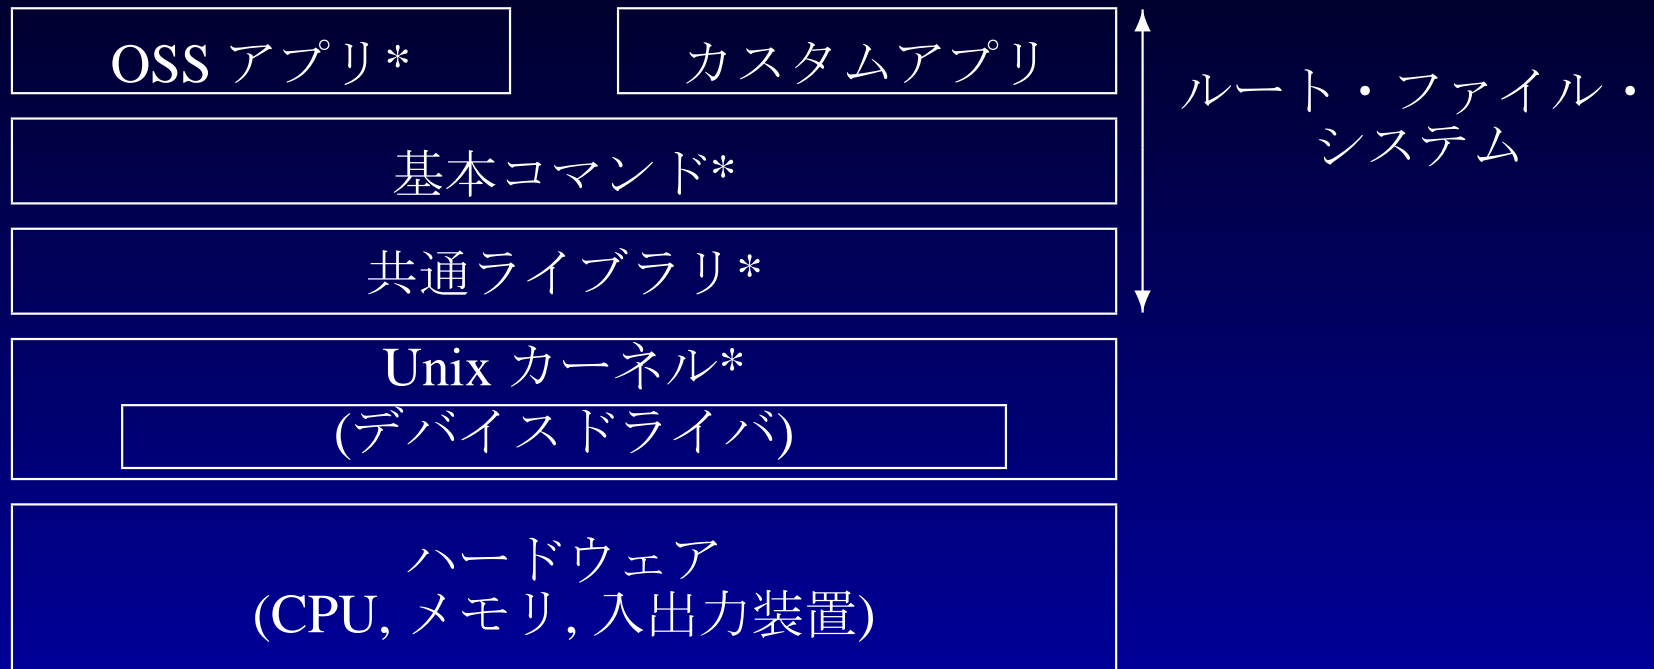 OSS アプリ*
カスタムアプリ
ルート・ファイル・
システム
基本コマンド*
共通ライブラリ*
Unix カーネル*
(デバイスドライバ)
ハードウェア
(CPU, メモリ, 入出力装置)